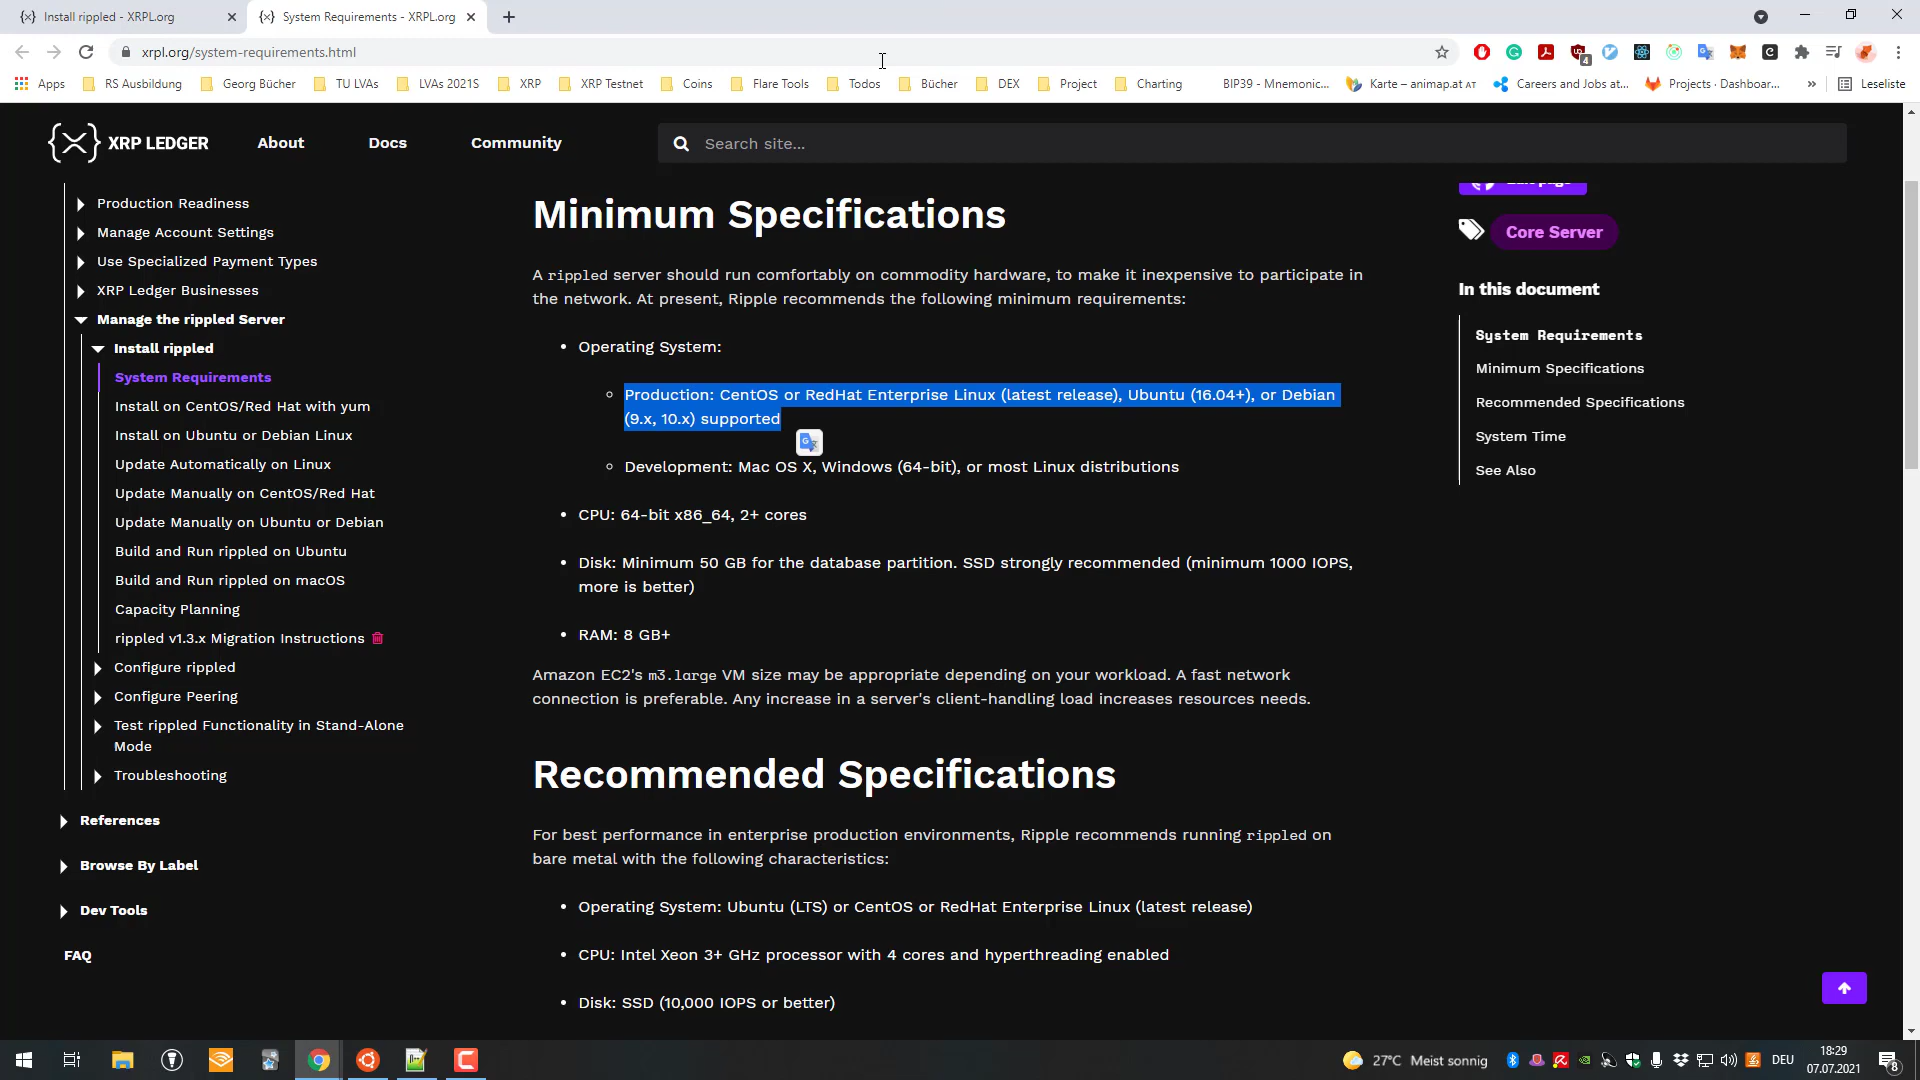 Install rippled - XRPL.org
System Requirements - XRPL.org
xrpl.org/system-requirements.html
4
Apps
RS Ausbildung
Georg Bücher
TU LVAs
LVAs 2021S
XRP
XRP Testnet
Coins
Flare Tools
Todos
Bücher
DEX
Project
Charting
BIP39 - Mnemonic...
Karte – animap.at AT
Careers and Jobs at...
Projects · Dashboar...
»
Leseliste
XRP LEDGER
About
Docs
Community
Search site...
Production Readiness
Manage Account Settings
Use Specialized Payment Types
XRP Ledger Businesses
Manage the rippled Server
Install rippled
System Requirements
Install on CentOS/Red Hat with yum
Install on Ubuntu or Debian Linux
Update Automatically on Linux
Update Manually on CentOS/Red Hat
Update Manually on Ubuntu or Debian
Build and Run rippled on Ubuntu
Build and Run rippled on macOS
Capacity Planning
rippled v1.3.x Migration Instructions
Configure rippled
Configure Peering
Test rippled Functionality in Stand-Alone
Mode
Troubleshooting
References
Browse By Label
Dev Tools
FAQ
Minimum Specifications
A rippled server should run comfortably on commodity hardware, to make it inexpensive to participate in
the network. At present, Ripple recommends the following minimum requirements:
• Operating System:
Production: CentOS or RedHat Enterprise Linux (latest release), Ubuntu (16.04+), or Debian
(9.x, 10.x) supported
Development: Mac OS X, Windows (64-bit), or most Linux distributions
• CPU: 64-bit x86_64, 2+ cores
• Disk: Minimum 50 GB for the database partition. SSD strongly recommended (minimum 1000 IOPS,
more is better)
• RAM: 8 GB+
Amazon EC2's m3.large VM size may be appropriate depending on your workload. A fast network
connection is preferable. Any increase in a server's client-handling load increases resources needs.
Recommended Specifications
For best performance in enterprise production environments, Ripple recommends running rippled on
bare metal with the following characteristics:
• Operating System: Ubuntu (LTS) or CentOS or RedHat Enterprise Linux (latest release)
• CPU: Intel Xeon 3+ GHz processor with 4 cores and hyperthreading enabled
• Disk: SSD (10,000 IOPS or better)
Core Server
In this document
System Requirements
Minimum Specifications
Recommended Specifications
System Time
See Also
27°C Meist sonnig
DEU
18:29
07.07.2021
8